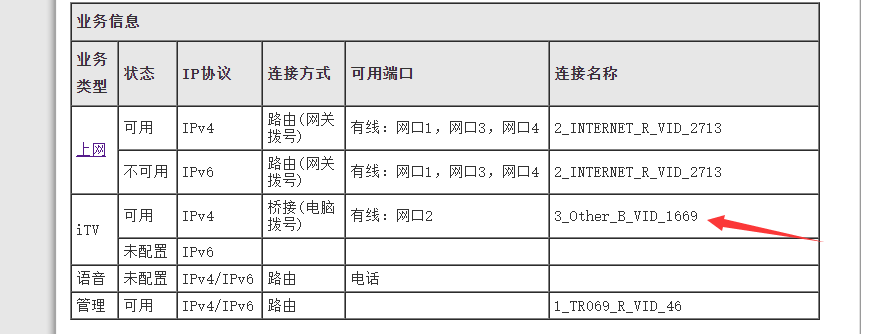 业务信息
业务类型 状态 IP协议 连接方式 可用端口 连接名称
上网 可用 IPv4 路由(网关拨号) 有线: 网口1, 网口3, 网口4 2_INTERNET_R_VID_2713
不可用 IPv6 路由(网关拨号) 有线: 网口1, 网口3, 网口4 2_INTERNET_R_VID_2713
iTV 可用 IPv4 桥接(电脑拨号) 有线: 网口2 3_Other_B_VID_1669
未配置 IPv6
语音 未配置 IPv4/IPv6 路由 电话
管理 可用 IPv4/IPv6 路由 1_TR069_R_VID_46